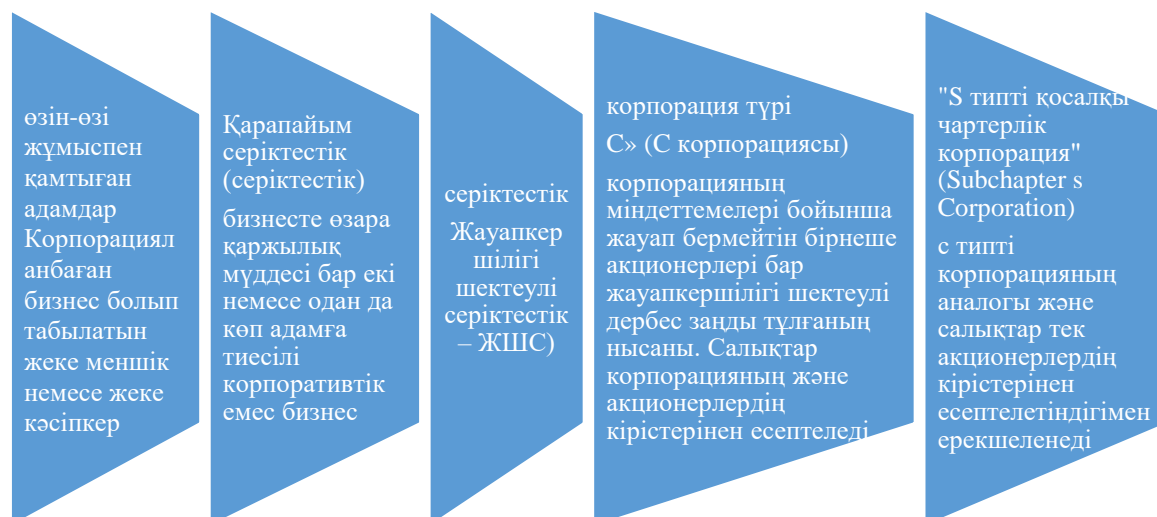 өзін-өзі
жұмыспен
қамтыған
адамдар
Корпорациял
анбаған
бизнес болып
табылатын
жеке меншік
немесе жеке
кәсіпкер
Қарапайым
серіктестік
(серіктестік)
бизнесте өзара
қаржылық
мүддесі бар екі
немесе одан да
көп адамға
тиесілі
корпоративтік
емес бизнес
серіктестік
Жауапкер
шілігі
шектеулі
серіктестік
– ЖШС)
корпорация түрі
С» (С корпорациясы)
корпорацияның
міндеттемелері бойынша
жауап бермейтін бірнеше
акционерлері бар
жауапкершілігі шектеулі
дербес заңды тұлғаның
нысаны. Салықтар
корпорацияның және
акционерлердің
кірістерінен есептеледі
"S типті қосалқы
чартерлік
корпорация"
(Subchapter s
Corporation)
с типті
корпорацияның
аналогы және
салықтар тек
акционерлердің
кірістерінен
есептелетіндігімен
ерекшеленеді